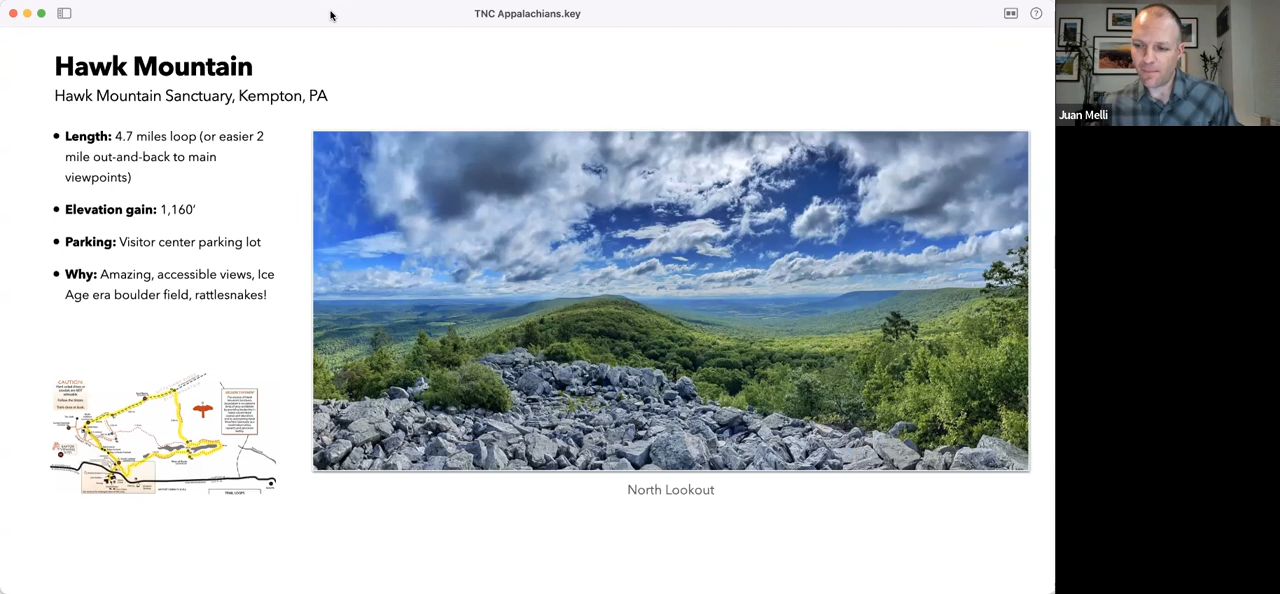 TNC Appalachians.key
Hawk Mountain
Hawk Mountain Sanctuary, Kempton, PA
• Length: 4.7 miles loop (or easier 2
mile out-and-back to main
viewpoints)
• Elevation gain: 1,160’
• Parking: Visitor center parking lot
• Why: Amazing, accessible views, Ice
Age era boulder field, rattlesnakes!
CAUTION!
North Lookout
Juan Melli